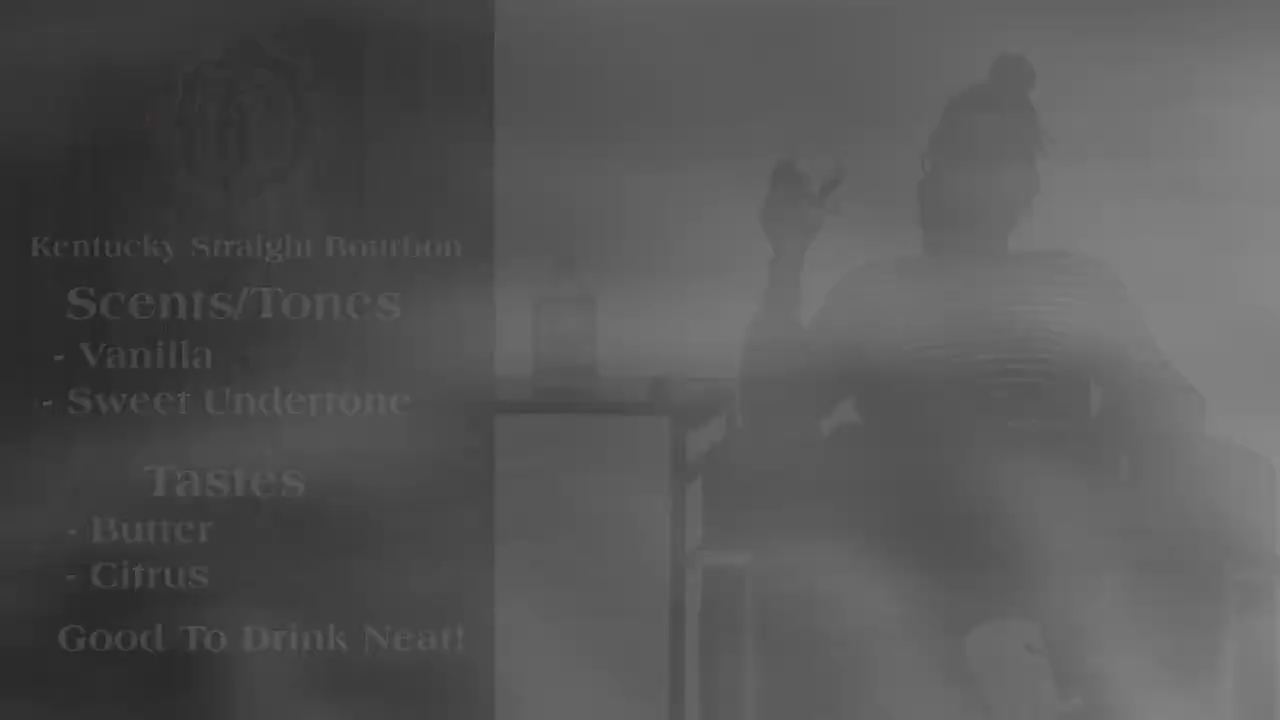 Kentucky Straight Bourbon
Scents/Tones
- Vanilla
- Sweet Undertone
Tastes
- Butter
- Citrus
Good To Drink Neat!